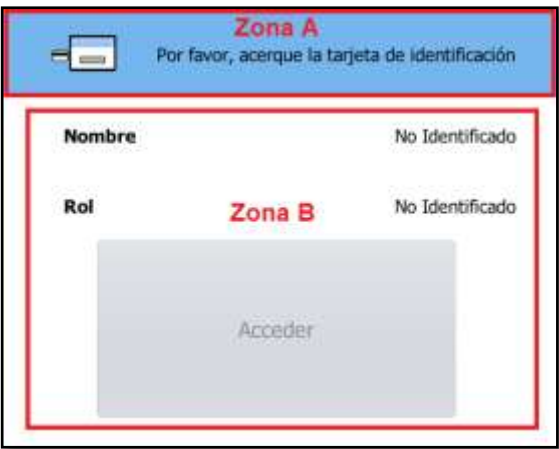 Zona A
Por favor, acerque la tarjeta de identificación
Nombre No Identificado
Rol Zona B No Identificado
Acceder